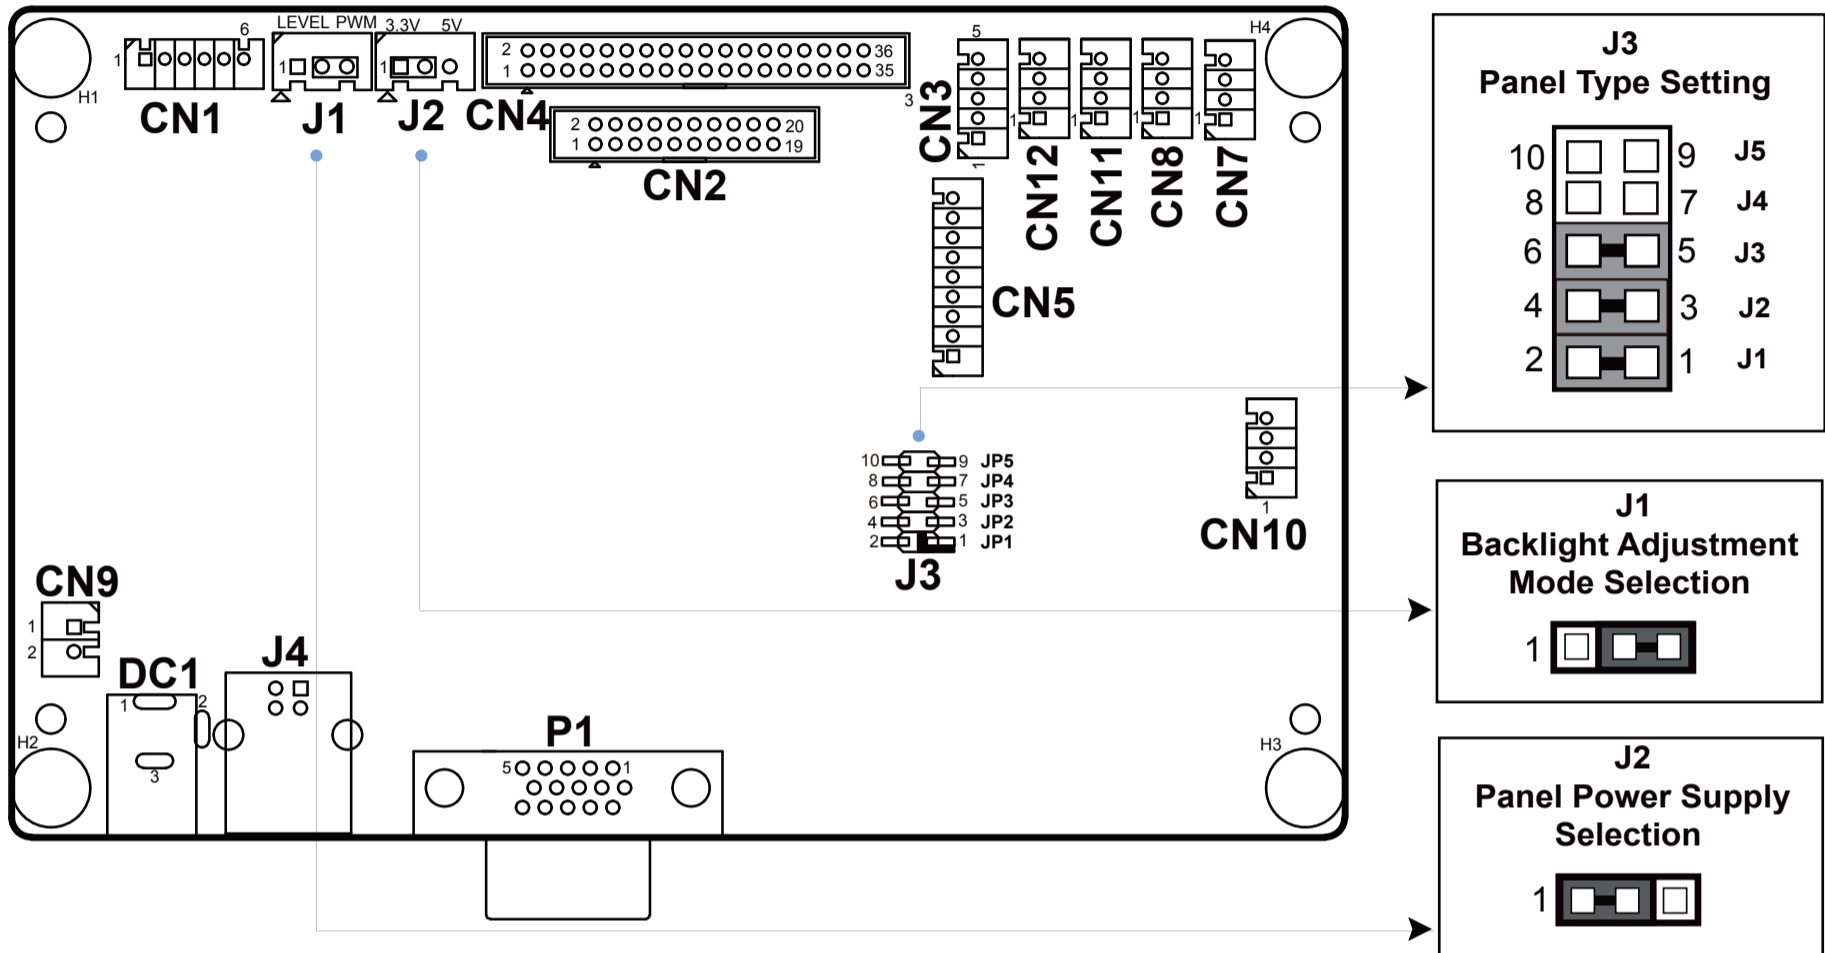 LEVEL PWM 3.3V 5V
6
1
CN1
H1
1
J1
1
J2
CN4
2 36
1 35
3
2 20
1 19
CN2
5
CN3
1
1
CN12
1
CN11
1
CN8
1
CN7
H4
CN5
10 9 JP5
8 7 JP4
6 5 JP3
4 3 JP2
2 1 JP1
J3
1
CN10
CN9
1
2
DC1
1 2
3
J4
H2
P1
5 1
H3
J3
Panel Type Setting
10 9 J5
8 7 J4
6 5 J3
4 3 J2
2 1 J1
J1
Backlight Adjustment
Mode Selection
1
J2
Panel Power Supply
Selection
1